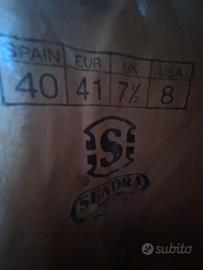 SPAIN EUR UK USA
40 41 7½ 8
S
SENDRA
subito